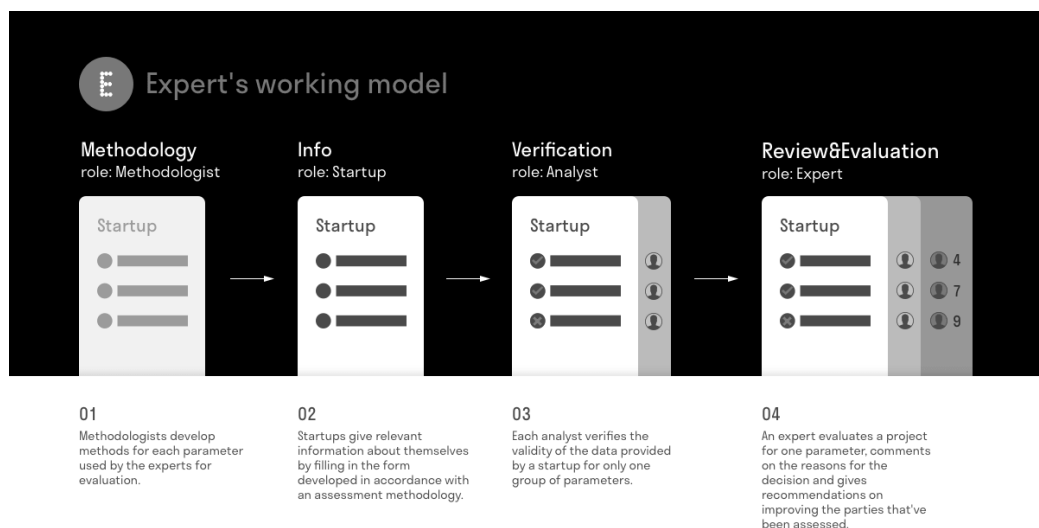 E Expert's working model
Methodology
role: Methodologist
Info
role: Startup
Verification
role: Analyst
Review&Evaluation
role: Expert
Startup
Startup
Startup
Startup
4
7
9
01
Methodologists develop
methods for each parameter
used by the experts for
evaluation.
02
Startups give relevant
information about themselves
by filling in the form
developed in accordance with
an assessment methodology.
03
Each analyst verifies the
validity of the data provided
by a startup for only one
group of parameters.
04
An expert evaluates a project
for one parameter, comments
on the reasons for the
decision and gives
recommendations on
improving the parties that've
been assessed.